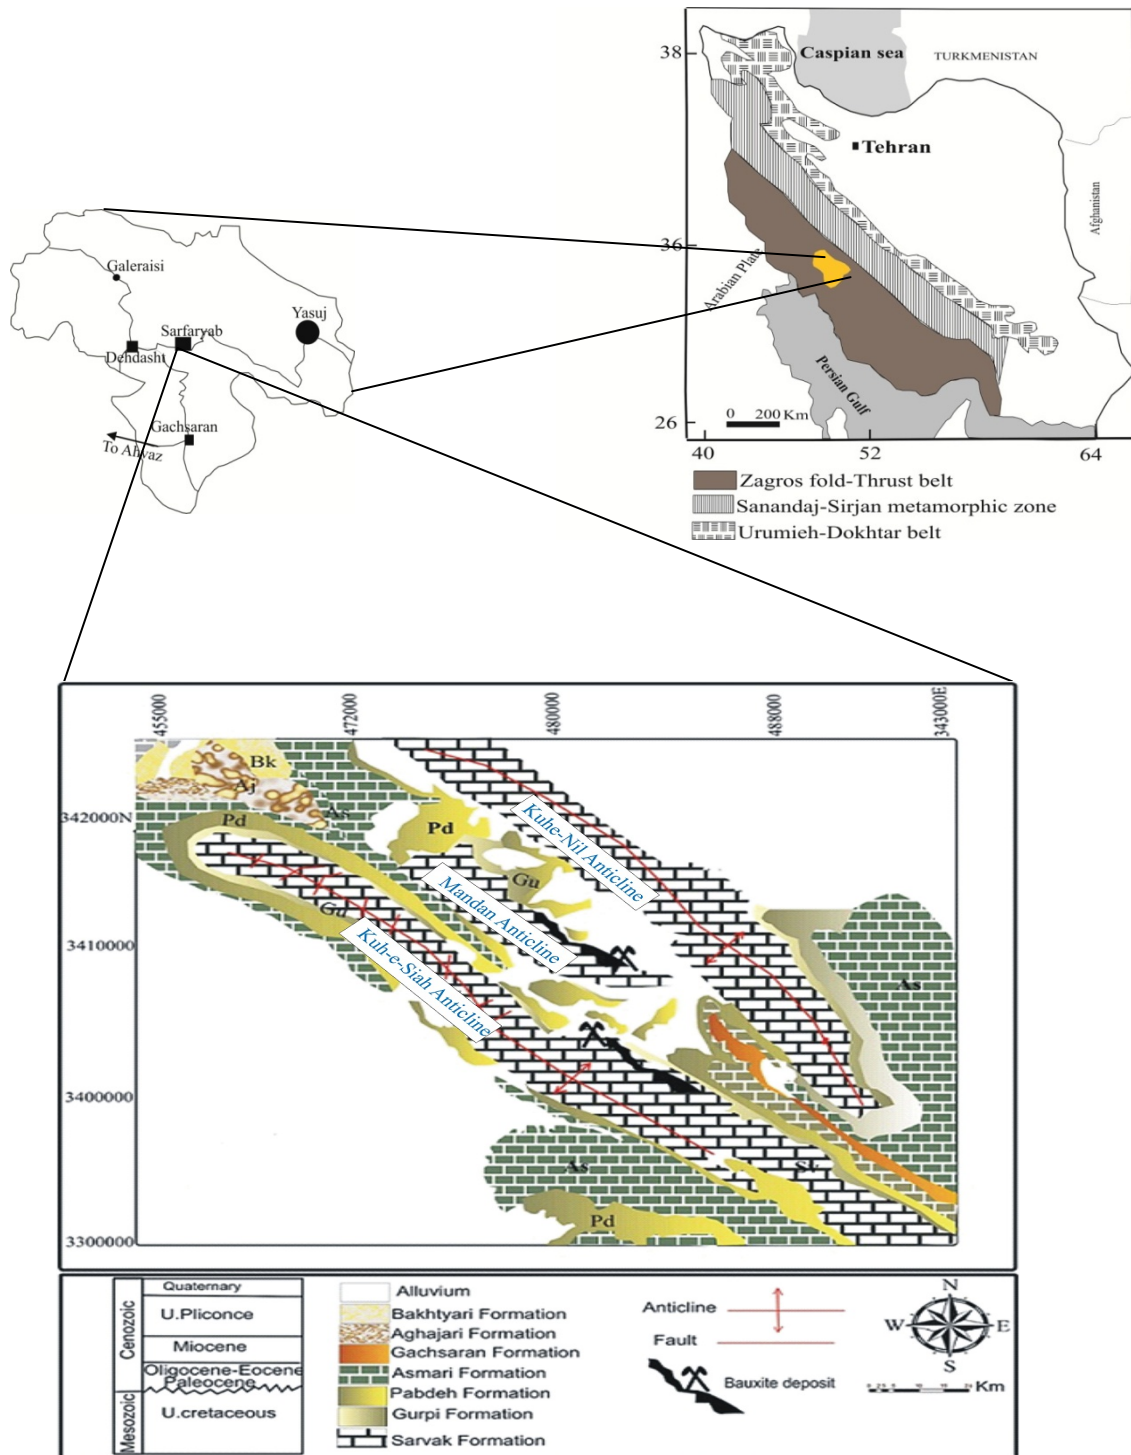 38
Caspian sea
TURKMENISTAN
Tehran
Afghanistan
36
Arabian Plate
Persian Gulf
0 200 Km
26
40
52
64
Zagros fold-Thrust belt
Sanandaj-Sirjan metamorphic zone
Urumieh-Dokhtar belt
Galeraisi
Yasuj
Sarfaryab
Dehdasht
Gachsaran
To Ahvaz
455000
472000
480000
488000
343000E
342000N
3410000
3400000
3300000
Bk
Aj
As
Pd
Pd
Gu
Gu
Kuhe-Nil Anticline
Mandan Anticline
Kuh-e-Siah Anticline
As
As
Sv
Pd
Cenozoic
Mesozoic
Quaternary
U.Pliconce
Miocene
Oligocene-Eocene
Paleocene
U.cretaceous
Alluvium
Bakhtyari Formation
Aghajari Formation
Gachsaran Formation
Asmari Formation
Pabdeh Formation
Gurpi Formation
Sarvak Formation
Anticline
Fault
Bauxite deposit
N
W
E
S
Km